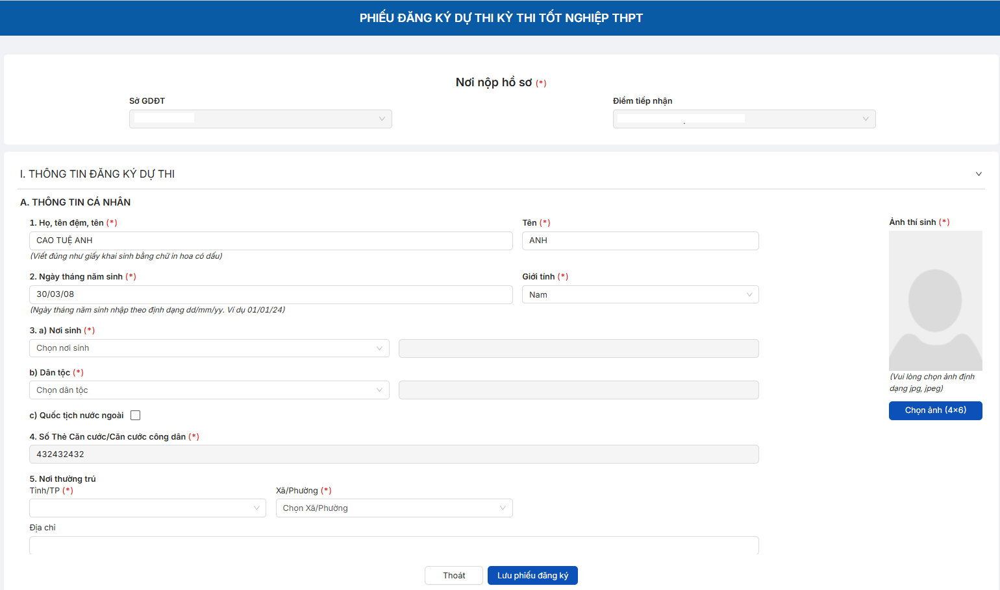 PHIẾU ĐĂNG KÝ DỰ THI KỲ THI TỐT NGHIỆP THPT
Nơi nộp hồ sơ (*)
Sở GDĐT
Điểm tiếp nhận
I. THÔNG TIN ĐĂNG KÝ DỰ THI
A. THÔNG TIN CÁ NHÂN
1. Họ, tên đệm, tên (*)
Tên (*)
Ảnh thí sinh (*)
CAO TUỆ ANH
ANH
(Viết đúng như giấy khai sinh bằng chữ in hoa có dấu)
2. Ngày tháng năm sinh (*)
Giới tính (*)
30/03/08
Nam
(Ngày tháng năm sinh nhập theo định dạng dd/mm/yy. Ví dụ 01/01/24)
3. a) Nơi sinh (*)
Chọn nơi sinh
b) Dân tộc (*)
Chọn dân tộc
(Vui lòng chọn ảnh định
dạng jpg, jpeg)
Chọn ảnh (4x6)
c) Quốc tịch nước ngoài
4. Số Thẻ Căn cước/Căn cước công dân (*)
432432432
5. Nơi thường trú
Tỉnh/TP (*)
Xã/Phường (*)
Chọn Xã/Phường
Địa chỉ
Thoát
Lưu phiếu đăng ký